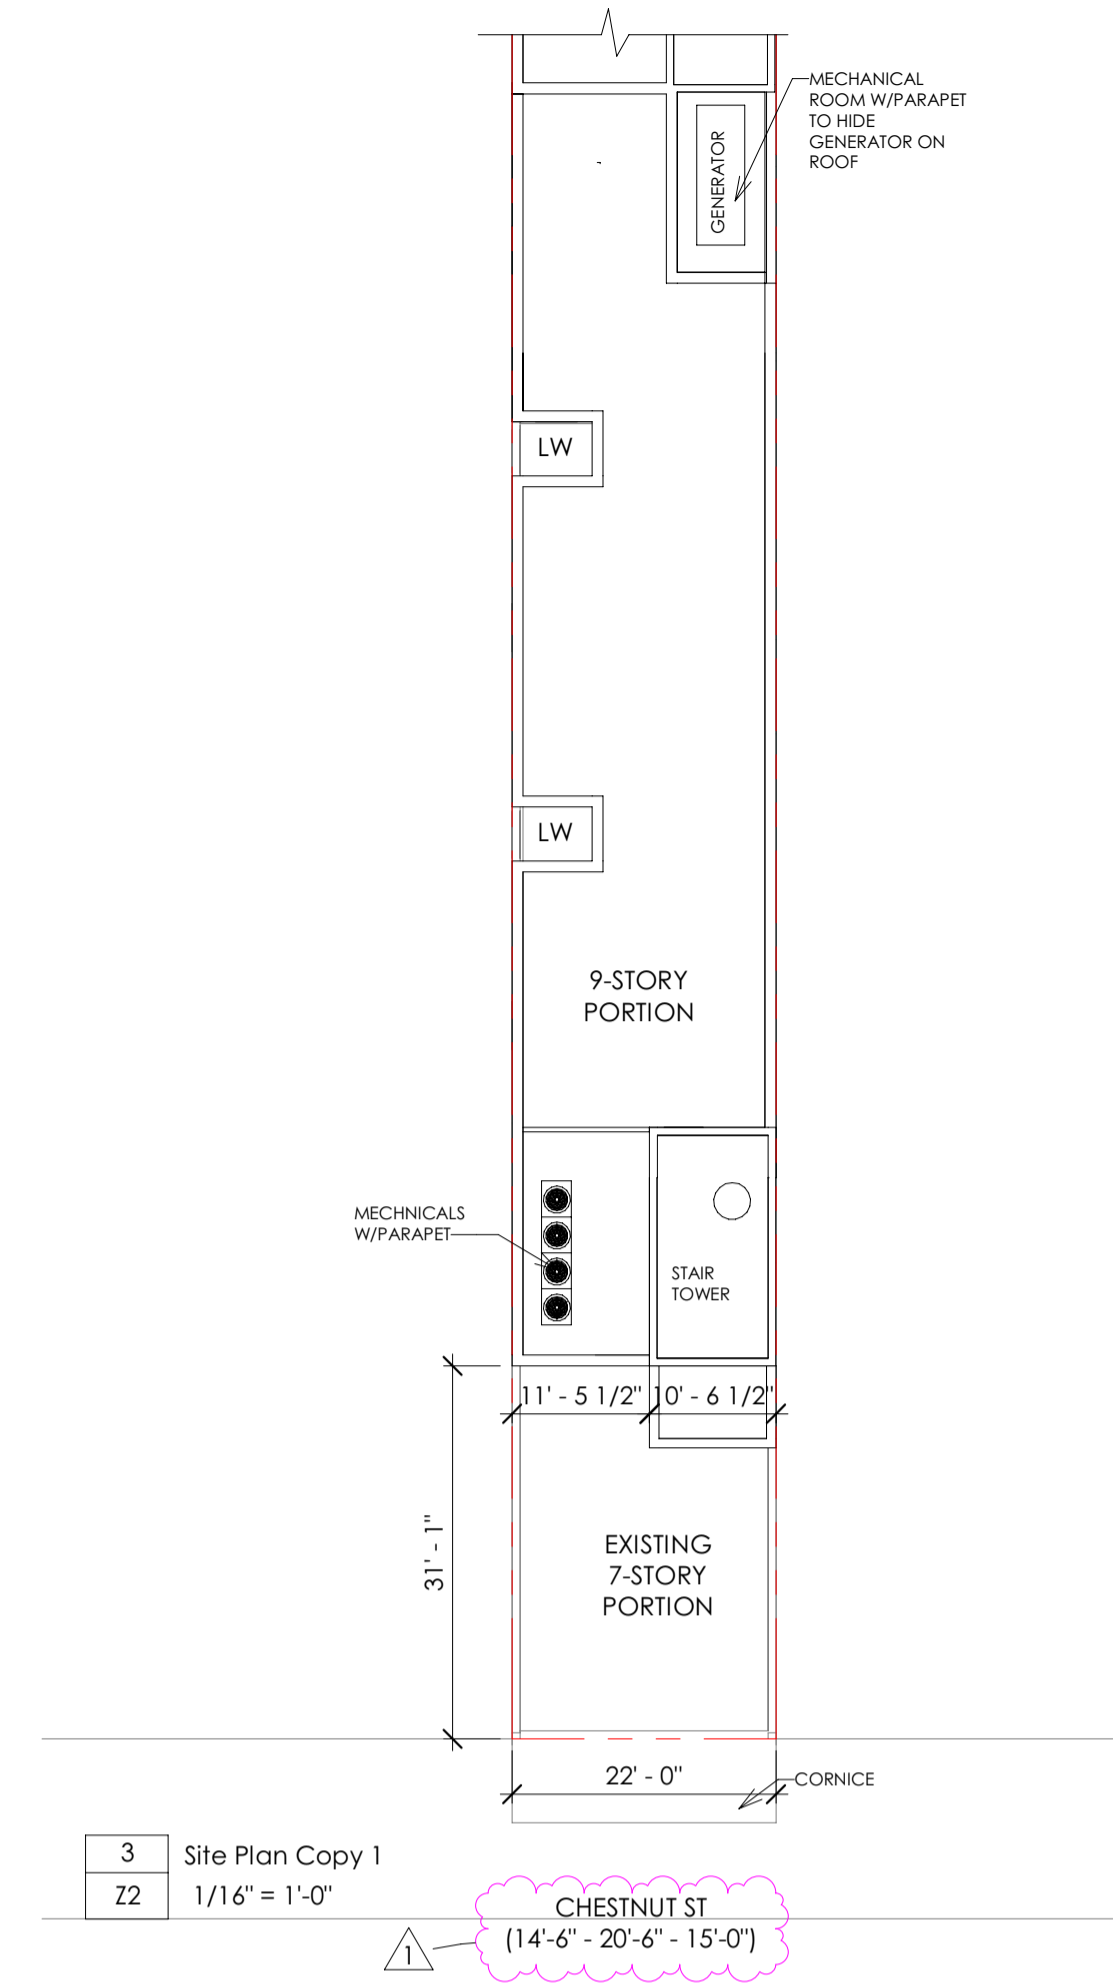 MECHANICAL
ROOM W/PARAPET
TO HIDE
GENERATOR ON
ROOF
GENERATOR
LW
LW
9-STORY
PORTION
MECHNICALS
W/PARAPET
STAIR
TOWER
11' - 5 1/2"
10' - 6 1/2"
31' - 1"
EXISTING
7-STORY
PORTION
22' - 0"
CORNICE
3
Site Plan Copy 1
Z2
1/16" = 1'-0"
CHESTNUT ST
(14'-6" - 20'-6" - 15'-0")
1